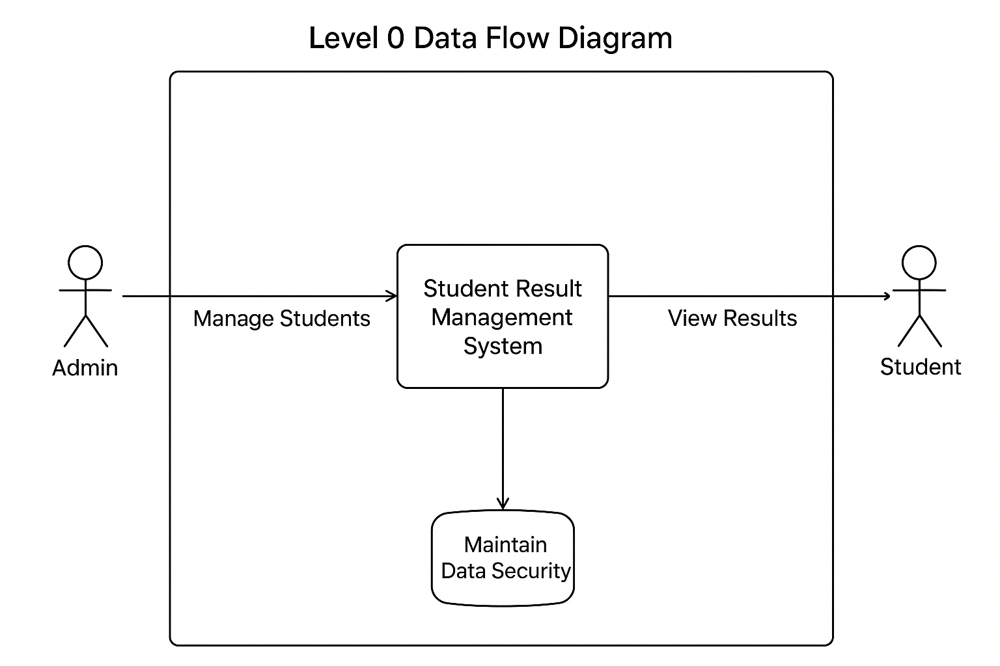 Level 0 Data Flow Diagram
Student Result
Management
System
Manage Students
View Results
Admin
Student
Maintain
Data Security